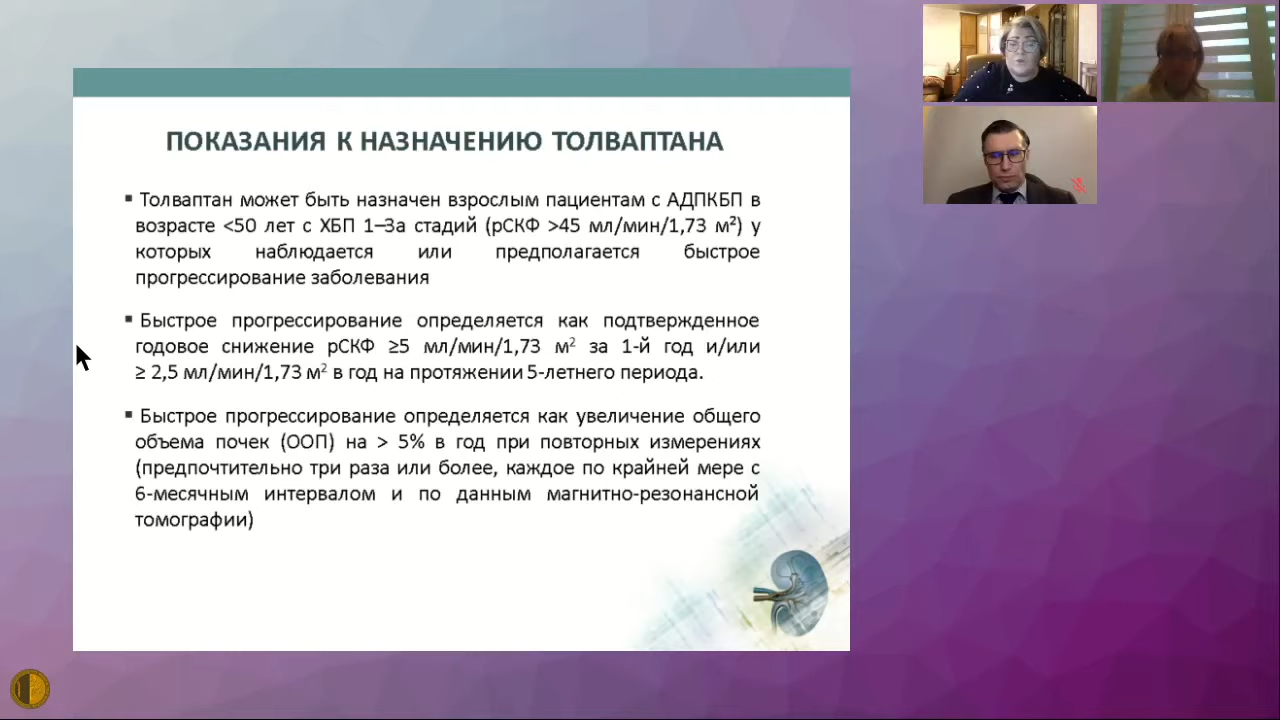 ПОКАЗАНИЯ К НАЗНАЧЕНИЮ ТОЛВАПТАНА
▪ Толваптан может быть назначен взрослым пациентам с АДПКБП в
возрасте <50 лет с ХБП 1–3а стадий (рСКФ >45 мл/мин/1,73 м²) у
которых наблюдается или предполагается быстрое
прогрессирование заболевания
▪ Быстрое прогрессирование определяется как подтвержденное
годовое снижение рСКФ ≥5 мл/мин/1,73 м² за 1-й год и/или
≥ 2,5 мл/мин/1,73 м² в год на протяжении 5-летнего периода.
▪ Быстрое прогрессирование определяется как увеличение общего
объема почек (ООП) на > 5% в год при повторных измерениях
(предпочтительно три раза или более, каждое по крайней мере с
6-месячным интервалом и по данным магнитно-резонансной
томографии)